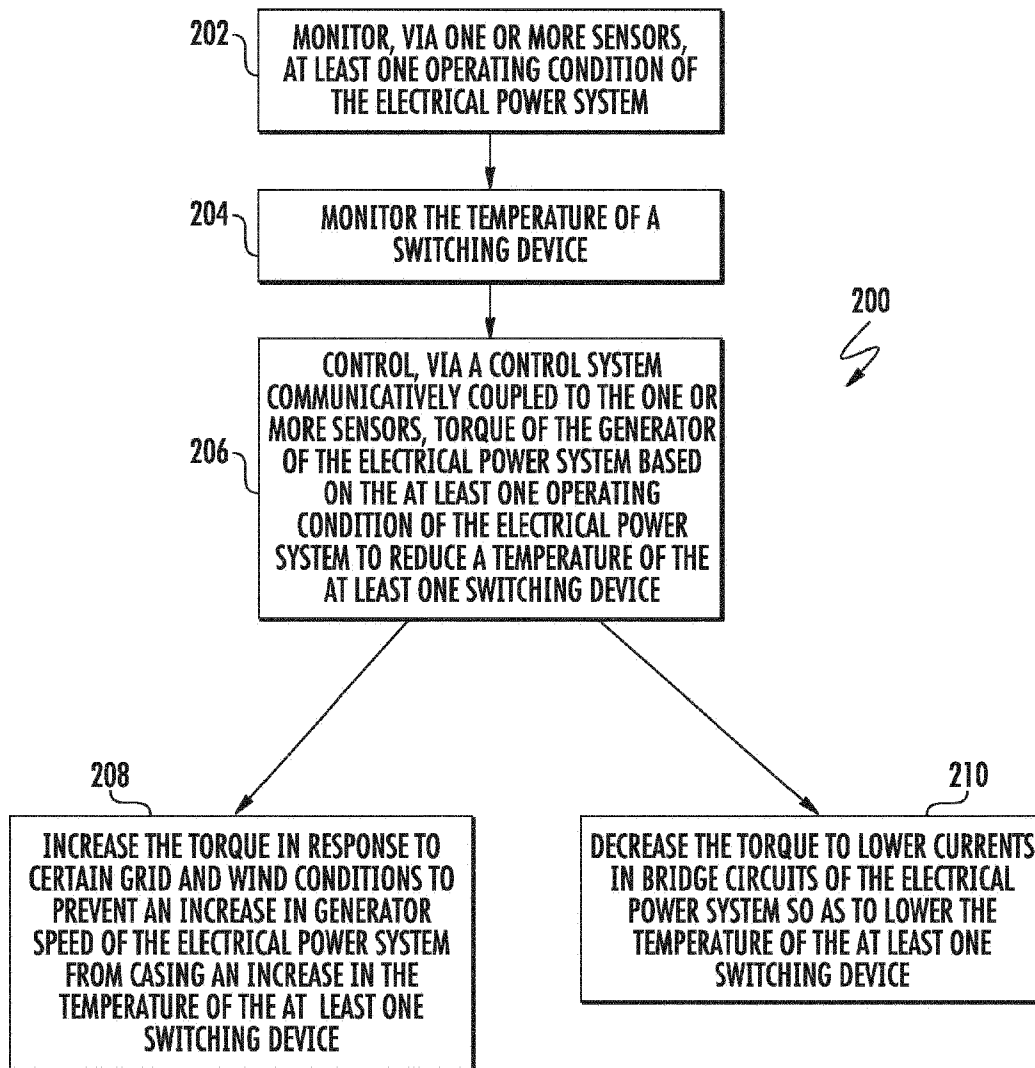 202
MONITOR, VIA ONE OR MORE SENSORS,
AT LEAST ONE OPERATING CONDITION OF
THE ELECTRICAL POWER SYSTEM
204
MONITOR THE TEMPERATURE OF A
SWITCHING DEVICE
200
206
CONTROL, VIA A CONTROL SYSTEM
COMMUNICATIVELY COUPLED TO THE ONE OR
MORE SENSORS, TORQUE OF THE GENERATOR
OF THE ELECTRICAL POWER SYSTEM BASED
ON THE AT LEAST ONE OPERATING
CONDITION OF THE ELECTRICAL POWER
SYSTEM TO REDUCE A TEMPERATURE OF THE
AT LEAST ONE SWITCHING DEVICE
208
INCREASE THE TORQUE IN RESPONSE TO
CERTAIN GRID AND WIND CONDITIONS TO
PREVENT AN INCREASE IN GENERATOR
SPEED OF THE ELECTRICAL POWER SYSTEM
FROM CASING AN INCREASE IN THE
TEMPERATURE OF THE AT LEAST ONE
SWITCHING DEVICE
210
DECREASE THE TORQUE TO LOWER CURRENTS
IN BRIDGE CIRCUITS OF THE ELECTRICAL
POWER SYSTEM SO AS TO LOWER THE
TEMPERATURE OF THE AT LEAST ONE
SWITCHING DEVICE